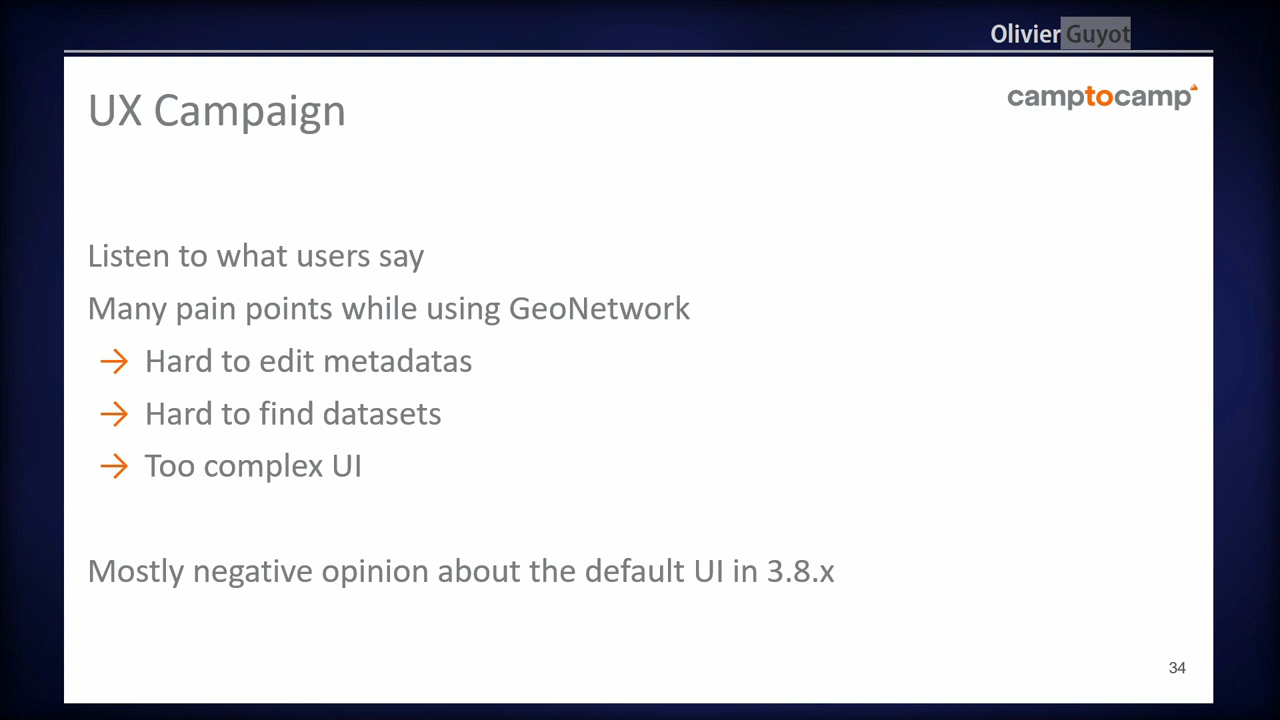 Olivier Guyot
UX Campaign
camptocamp
Listen to what users say
Many pain points while using GeoNetwork
→ Hard to edit metadatas
→ Hard to find datasets
→ Too complex UI
Mostly negative opinion about the default UI in 3.8.x
34